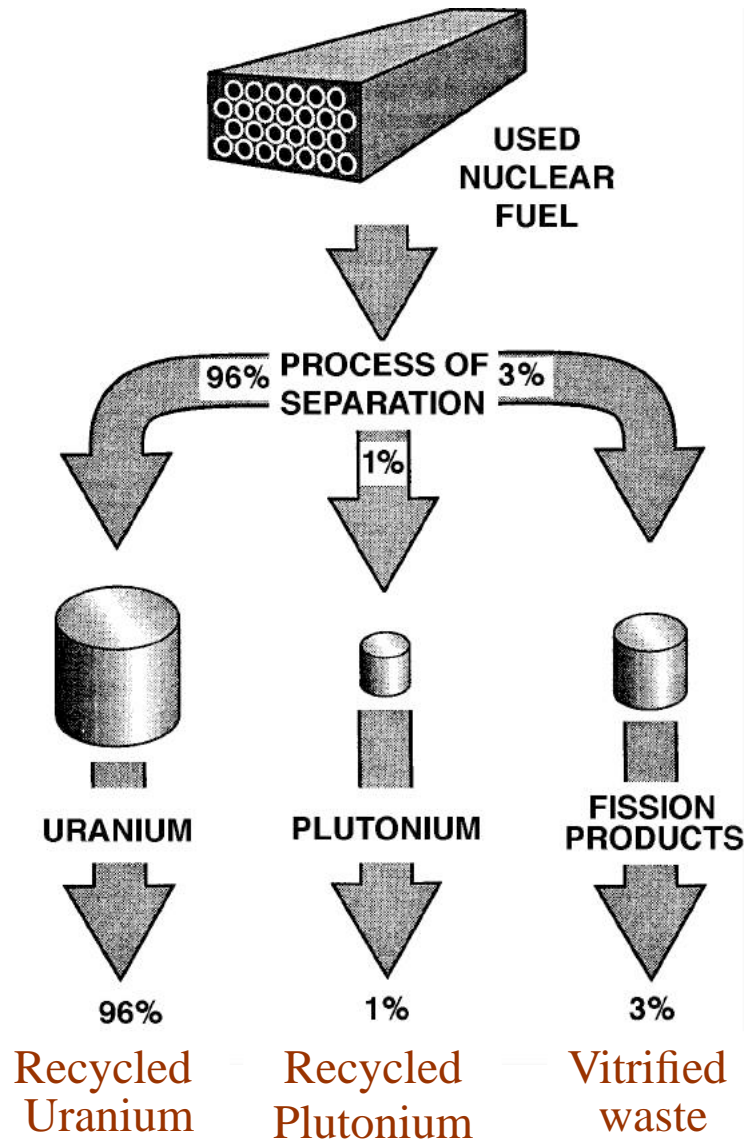 USED
NUCLEAR
FUEL
96%
PROCESS OF
SEPARATION
3%
1%
URANIUM
PLUTONIUM
FISSION
PRODUCTS
96%
1%
3%
Recycled
Uranium
Recycled
Plutonium
Vitrified
waste